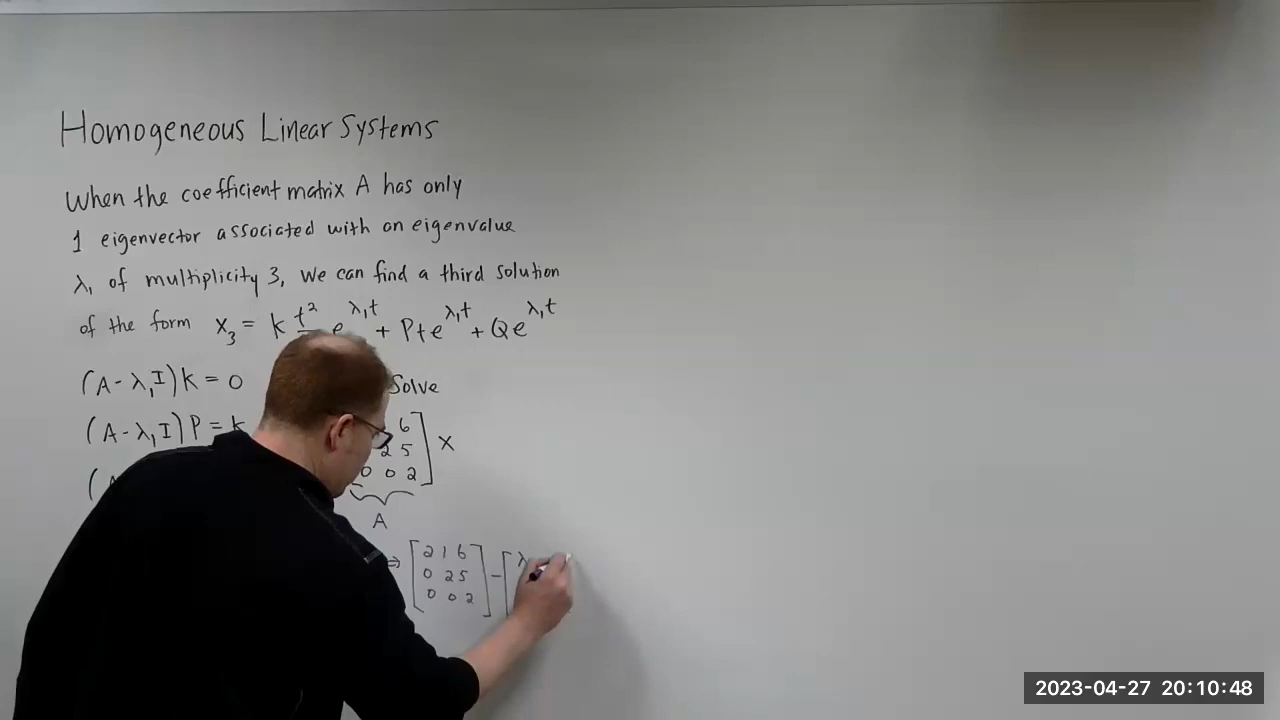 Homogeneous Linear Systems
When the coefficient matrix A has only
1 eigenvector associated with an eigenvalue
λ₁ of multiplicity 3, we can find a third solution
of the form X₃ = K t² e^λ₁t + Pte^λ₁t + Qe^λ₁t
(A - λ₁I)K = 0
Solve
(A - λ₁I)P = K
6
2 5
0 0 2
] X
(A
A
⇒ [2 1 6
0 2 5
0 0 2] - [λ
2023-04-27 20:10:48